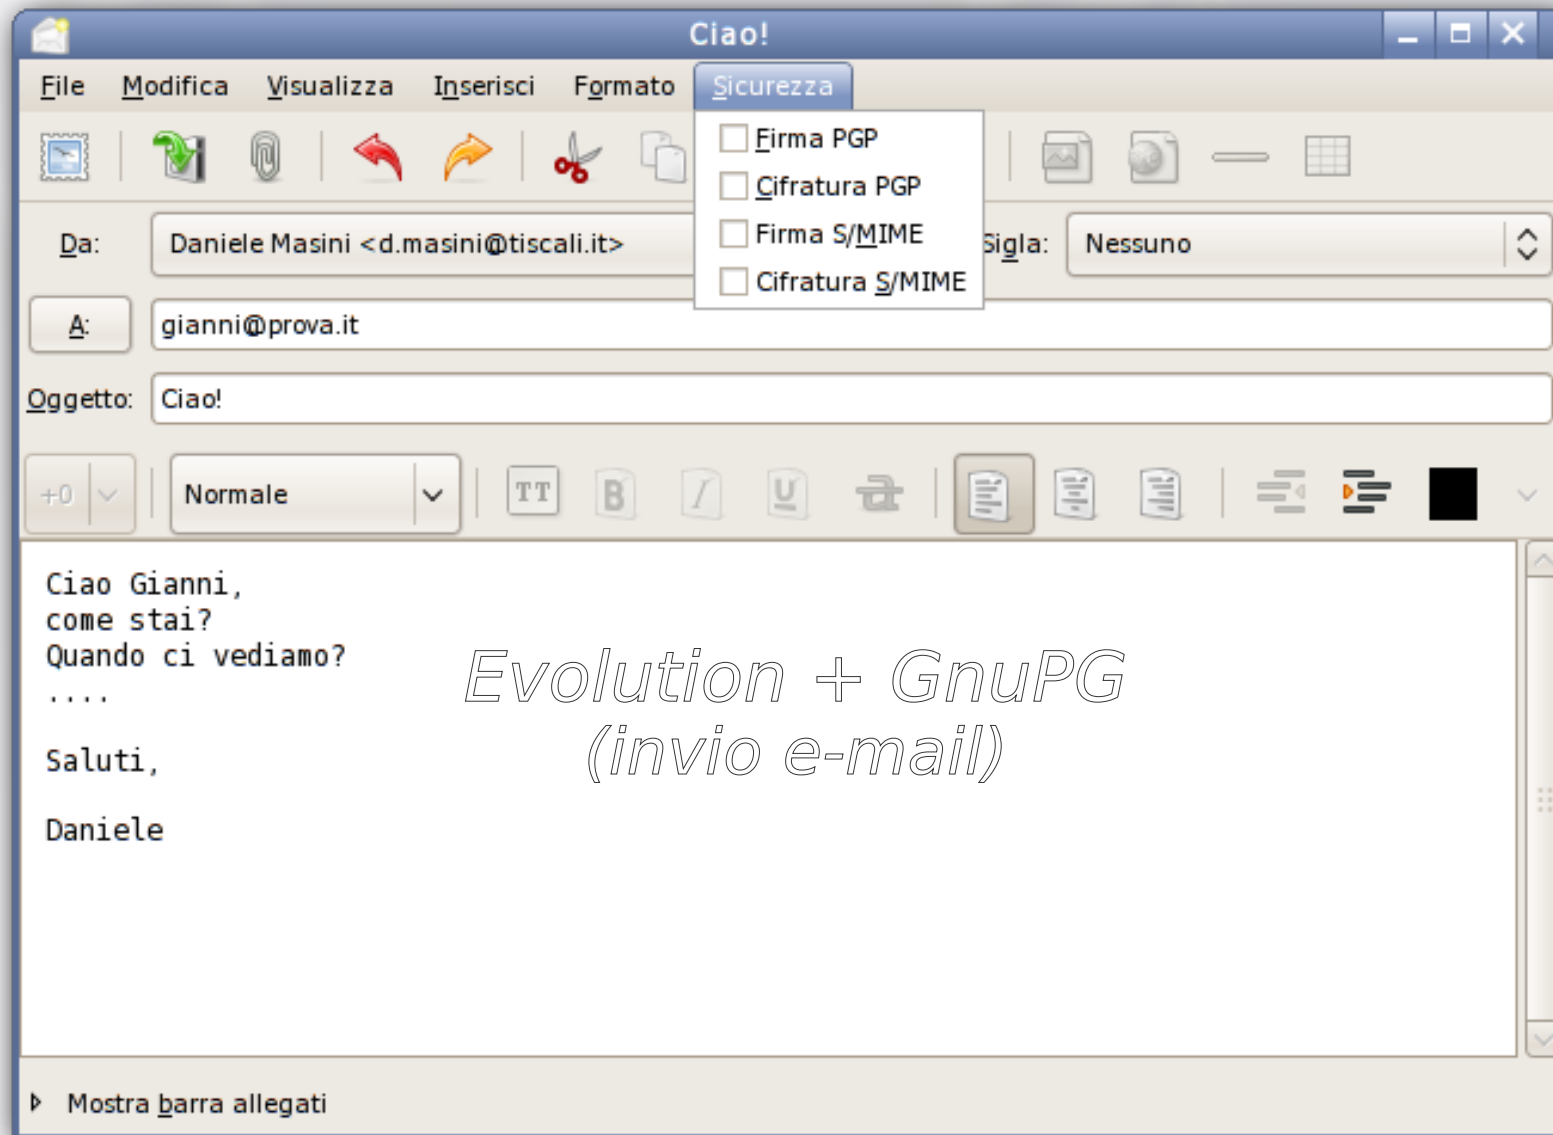 Ciao!
File Modifica Visualizza Inserisci Formato Sicurezza
Firma PGP
Cifratura PGP
Firma S/MIME
Cifratura S/MIME
Da: Daniele Masini <d.masini@tiscali.it> Sigla: Nessuno
A: gianni@prova.it
Oggetto: Ciao!
+0 Normale TT B I U a
Ciao Gianni,
come stai?
Quando ci vediamo?
....
Saluti,
Daniele
Evolution + GnuPG
(invio e-mail)
Mostra barra allegati